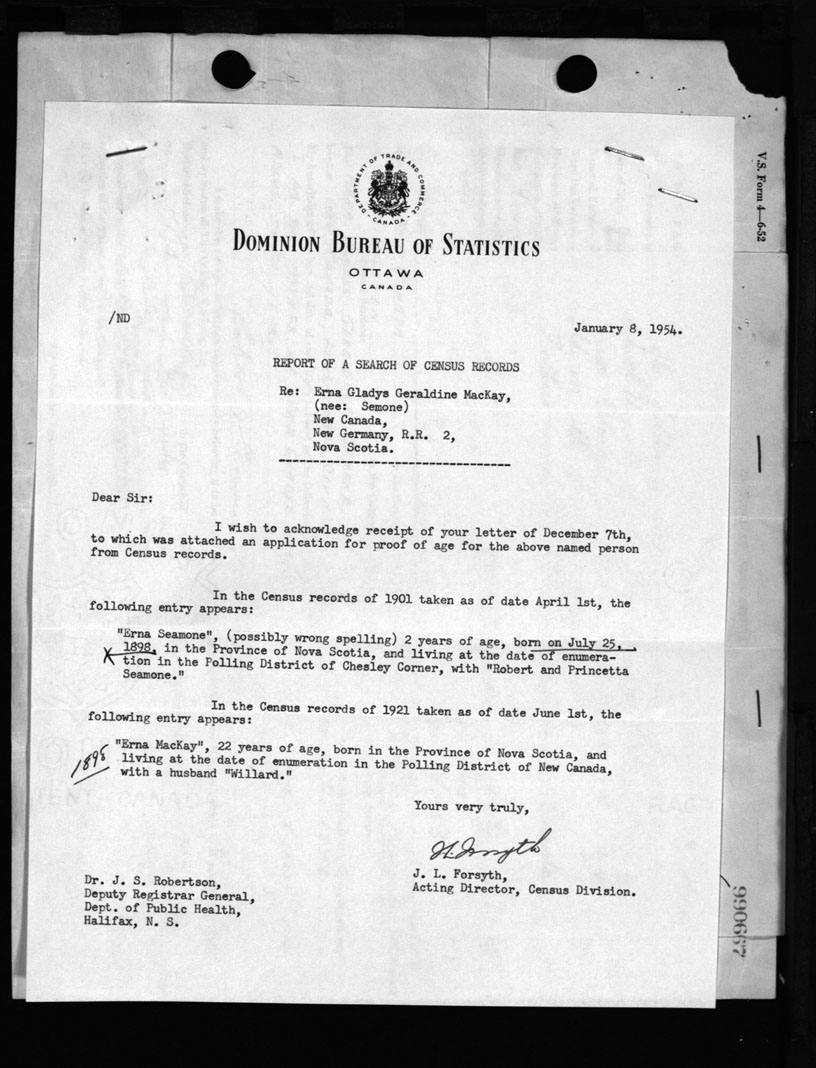 V.S. Form 4—6-52
DEPARTMENT OF TRADE AND COMMERCE
CANADA
DOMINION BUREAU OF STATISTICS
OTTAWA
CANADA
/ND
January 8, 1954.
REPORT OF A SEARCH OF CENSUS RECORDS
Re: Erna Gladys Geraldine MacKay,
(nee: Semone)
New Canada,
New Germany, R.R. 2,
Nova Scotia.
Dear Sir:
I wish to acknowledge receipt of your letter of December 7th,
to which was attached an application for proof of age for the above named person
from Census records.
In the Census records of 1901 taken as of date April 1st, the
following entry appears:
"Erna Seamone", (possibly wrong spelling) 2 years of age, born on July 25,
X 1898, in the Province of Nova Scotia, and living at the date of enumera-
tion in the Polling District of Chesley Corner, with "Robert and Princetta
Seamone."
In the Census records of 1921 taken as of date June 1st, the
following entry appears:
"Erna MacKay", 22 years of age, born in the Province of Nova Scotia, and
1898 living at the date of enumeration in the Polling District of New Canada,
with a husband "Willard."
Yours very truly,
J. L. Forsyth,
Acting Director, Census Division.
Dr. J. S. Robertson,
Deputy Registrar General,
Dept. of Public Health,
Halifax, N. S.